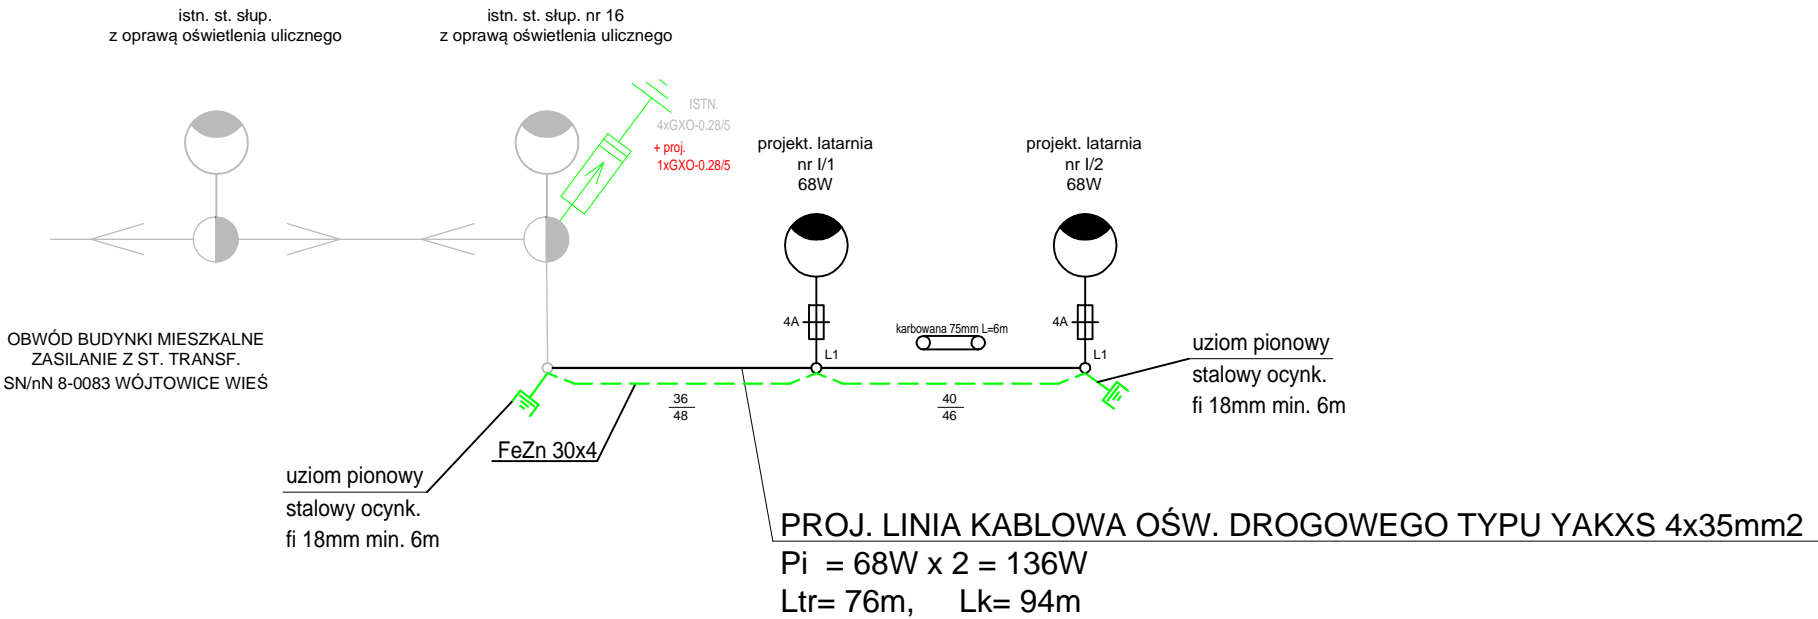 istn. st. słup.
z oprawą oświetlenia ulicznego
istn. st. słup. nr 16
z oprawą oświetlenia ulicznego
ISTN.
4xGXO-0.28/5
+ proj.
1xGXO-0.28/5
projekt. latarnia
nr I/1
68W
projekt. latarnia
nr I/2
68W
4A
karbowana 75mm L=6m
4A
L1
L1
OBWÓD BUDYNKI MIESZKALNE
ZASILANIE Z ST. TRANSF.
SN/nN 8-0083 WÓJTOWICE WIEŚ
uziom pionowy
stalowy ocynk.
fi 18mm min. 6m
36
48
40
46
FeZn 30x4
uziom pionowy
stalowy ocynk.
fi 18mm min. 6m
PROJ. LINIA KABLOWA OŚW. DROGOWEGO TYPU YAKXS 4x35mm2
Pi = 68W x 2 = 136W
Ltr= 76m, Lk= 94m